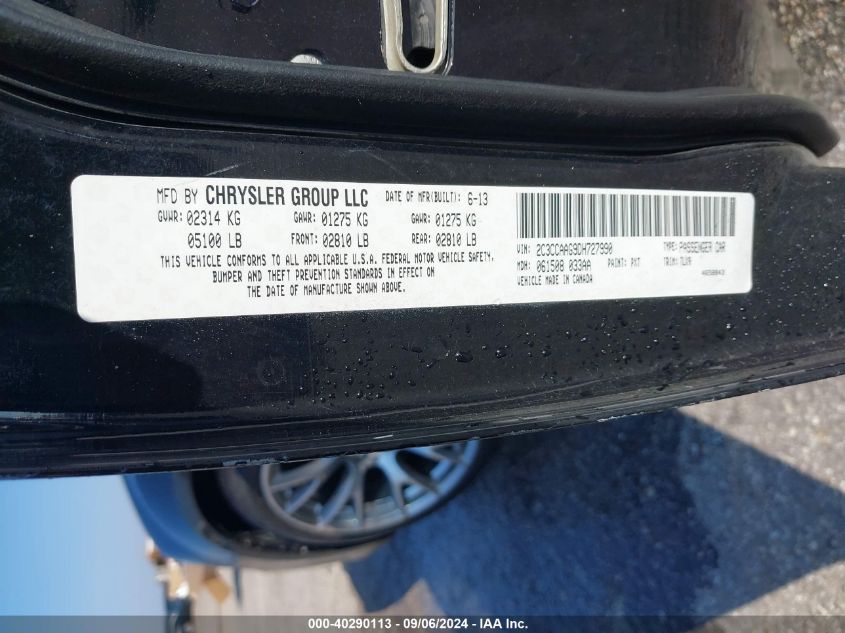 MFD BY CHRYSLER GROUP LLC DATE OF MFR(BUILT): 6-13
GVWR: 02314 KG GAWR: 01275 KG GAWR: 01275 KG
05100 LB FRONT: 02810 LB REAR: 02810 LB
THIS VEHICLE CONFORMS TO ALL APPLICABLE U.S.A. FEDERAL MOTOR VEHICLE SAFETY,
BUMPER AND THEFT PREVENTION STANDARDS IN EFFECT ON
THE DATE OF MANUFACTURE SHOWN ABOVE.
VIN: 2C3CCAAG9DH727990 TYPE: PASSENGER CAR
MDH: 061508 033AA PAINT: PXT TRIM: TLX9
VEHICLE MADE IN CANADA
000-40290113 - 09/06/2024 - IAA Inc.